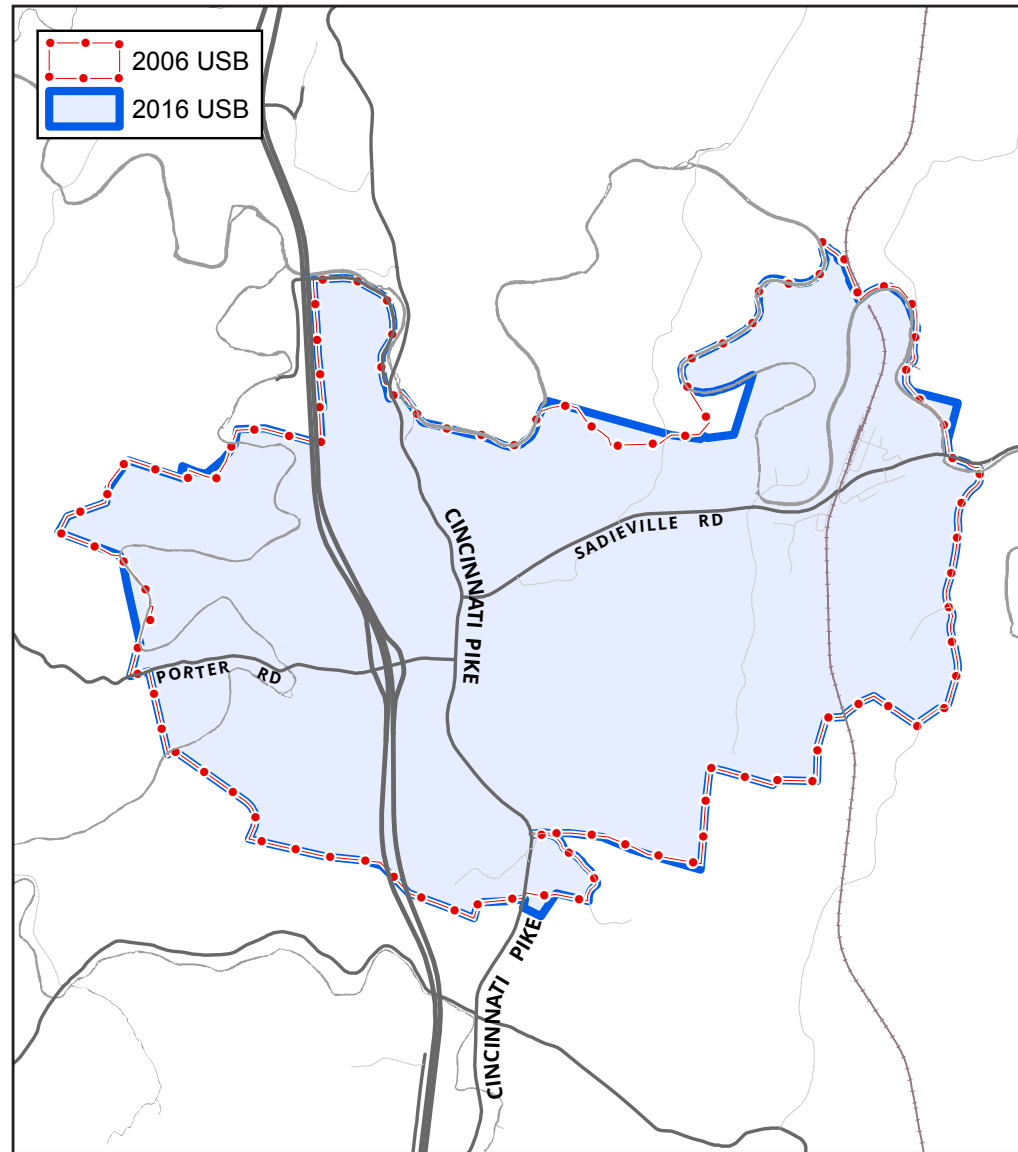 2006 USB
2016 USB
CINCINNATI PIKE
SADIEVILLE RD
PORTER RD
CINCINNATI PIKE